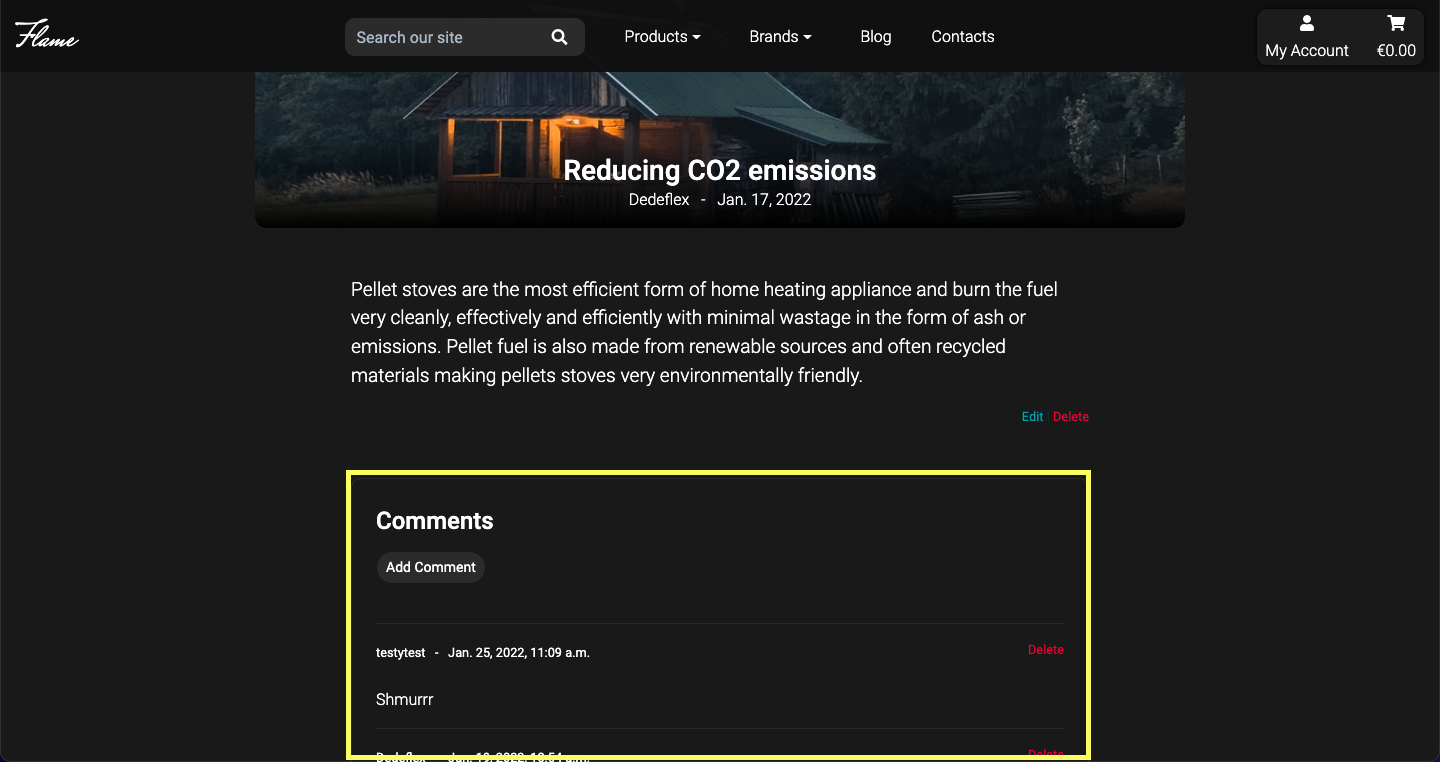 Flame
Search our site
Products
Brands
Blog
Contacts
My Account
€0.00
Reducing CO2 emissions
Dedeflex - Jan. 17, 2022
Pellet stoves are the most efficient form of home heating appliance and burn the fuel
very cleanly, effectively and efficiently with minimal wastage in the form of ash or
emissions. Pellet fuel is also made from renewable sources and often recycled
materials making pellets stoves very environmentally friendly.
Edit Delete
Comments
Add Comment
testytest - Jan. 25, 2022, 11:09 a.m.
Delete
Shmurrr
Dedeflex - Jan.
Delete